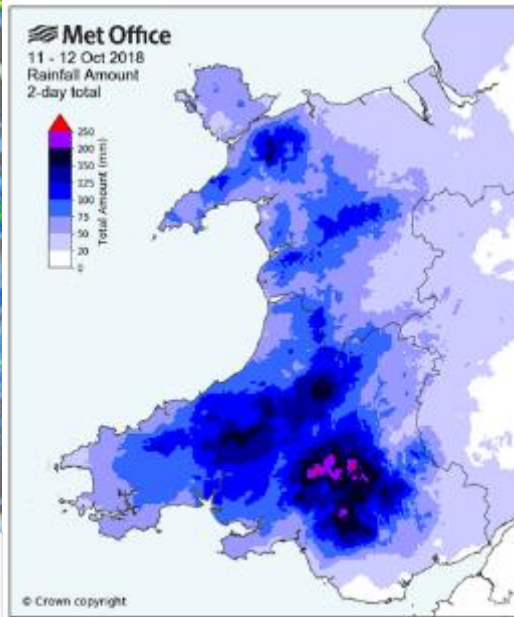 Met Office
11 - 12 Oct 2018
Rainfall Amount
2-day total
250
200
175
150
125
100
75
50
20
0
Total Amount (mm)
© Crown copyright